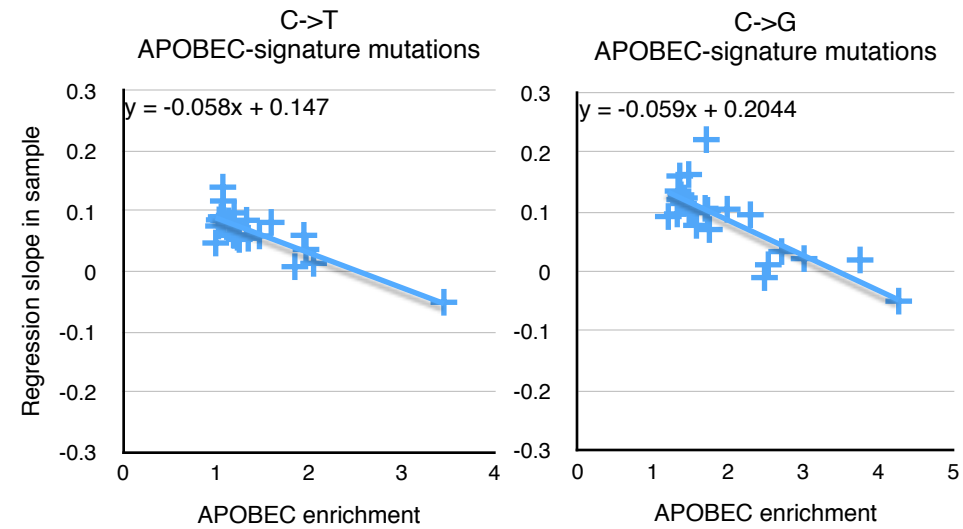 C->T
APOBEC-signature mutations
y = -0.058x + 0.147
Regression slope in sample
0.3
0.2
0.1
0
-0.1
-0.2
-0.3
0 1 2 3 4
APOBEC enrichment
C->G
APOBEC-signature mutations
y = -0.059x + 0.2044
0.3
0.2
0.1
0
-0.1
-0.2
-0.3
0 1 2 3 4 5
APOBEC enrichment